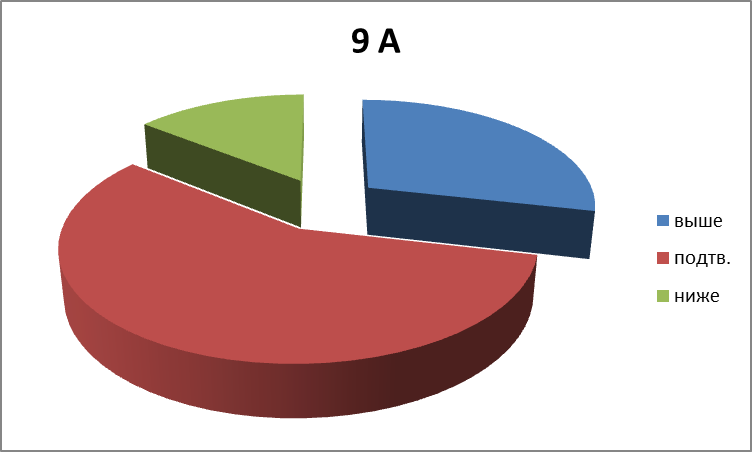 9 А
выше
подтв.
ниже